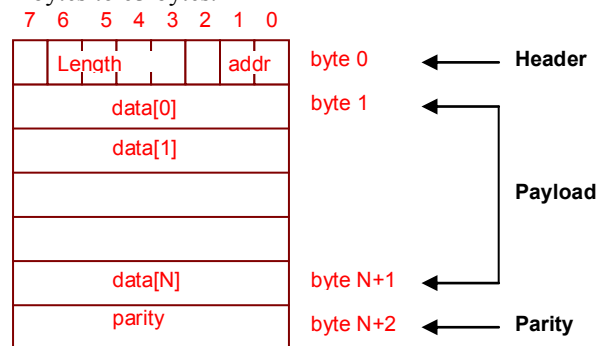 7 6 5 4 3 2 1 0
Length addr byte 0 Header
data[0] byte 1
data[1]
Payload
data[N] byte N+1
parity byte N+2 Parity